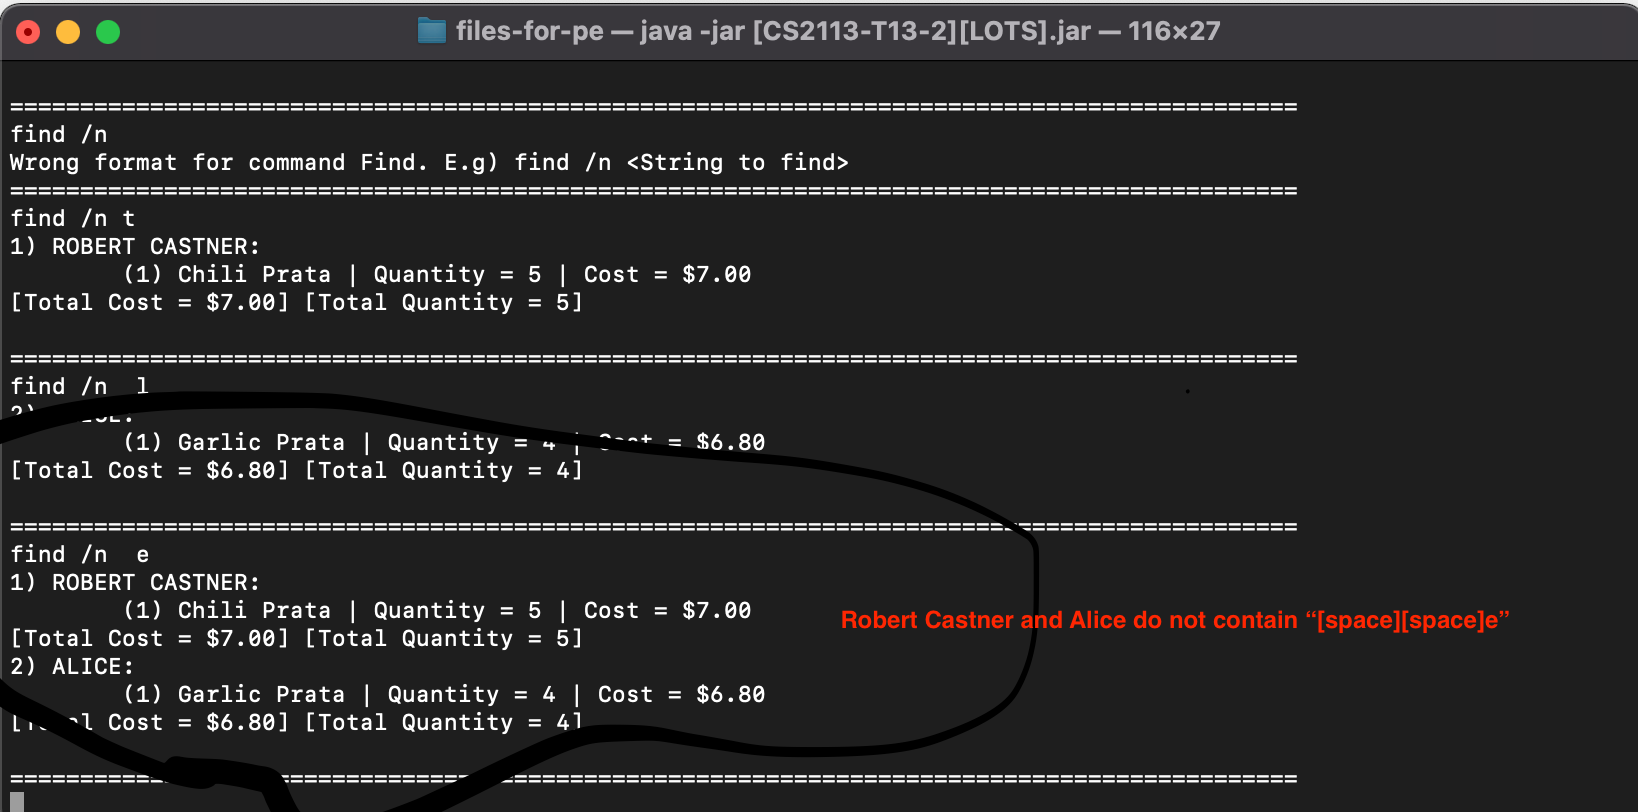 files-for-pe — java -jar [CS2113-T13-2][LOTS].jar — 116×27
============================================================================================
find /n
Wrong format for command Find. E.g) find /n <String to find>
============================================================================================
find /n t
1) ROBERT CASTNER:
(1) Chili Prata | Quantity = 5 | Cost = $7.00
[Total Cost = $7.00] [Total Quantity = 5]
============================================================================================
find /n  l
2)
(1) Garlic Prata | Quantity = 4 | Cost = $6.80
[Total Cost = $6.80] [Total Quantity = 4]
============================================================================================
find /n  e
1) ROBERT CASTNER:
(1) Chili Prata | Quantity = 5 | Cost = $7.00
Robert Castner and Alice do not contain “[space][space]e”
[Total Cost = $7.00] [Total Quantity = 5]
2) ALICE:
(1) Garlic Prata | Quantity = 4 | Cost = $6.80
[Total Cost = $6.80] [Total Quantity = 4]
============================================================================================